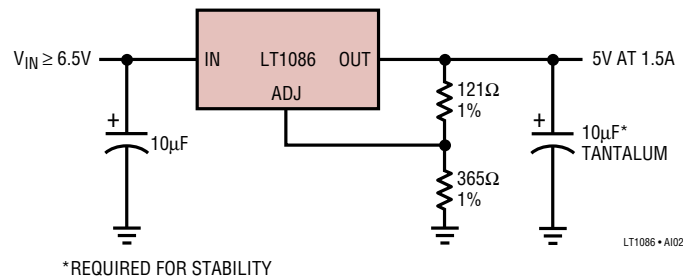 V_IN ≥ 6.5V
IN
LT1086
OUT
ADJ
5V AT 1.5A
121Ω
1%
+
10µF
+
10µF*
TANTALUM
365Ω
1%
LT1086 • AI02
*REQUIRED FOR STABILITY